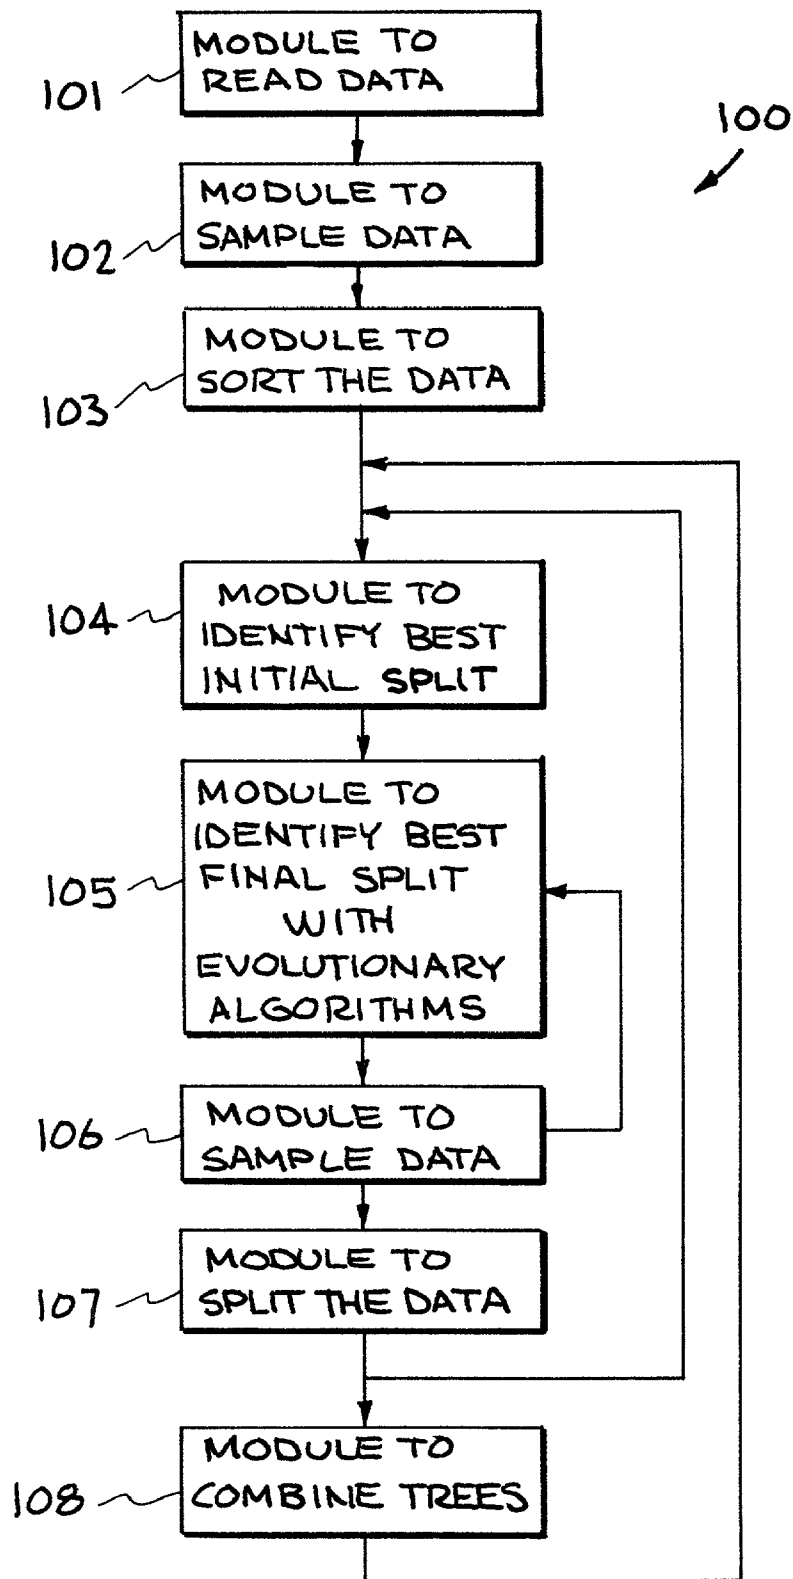 MODULE TO
READ DATA
101
100
MODULE TO
SAMPLE DATA
102
MODULE TO
SORT THE DATA
103
MODULE TO
IDENTIFY BEST
INITIAL SPLIT
104
MODULE TO
IDENTIFY BEST
FINAL SPLIT
WITH
EVOLUTIONARY
ALGORITHMS
105
MODULE TO
SAMPLE DATA
106
MODULE TO
SPLIT THE DATA
107
MODULE TO
COMBINE TREES
108